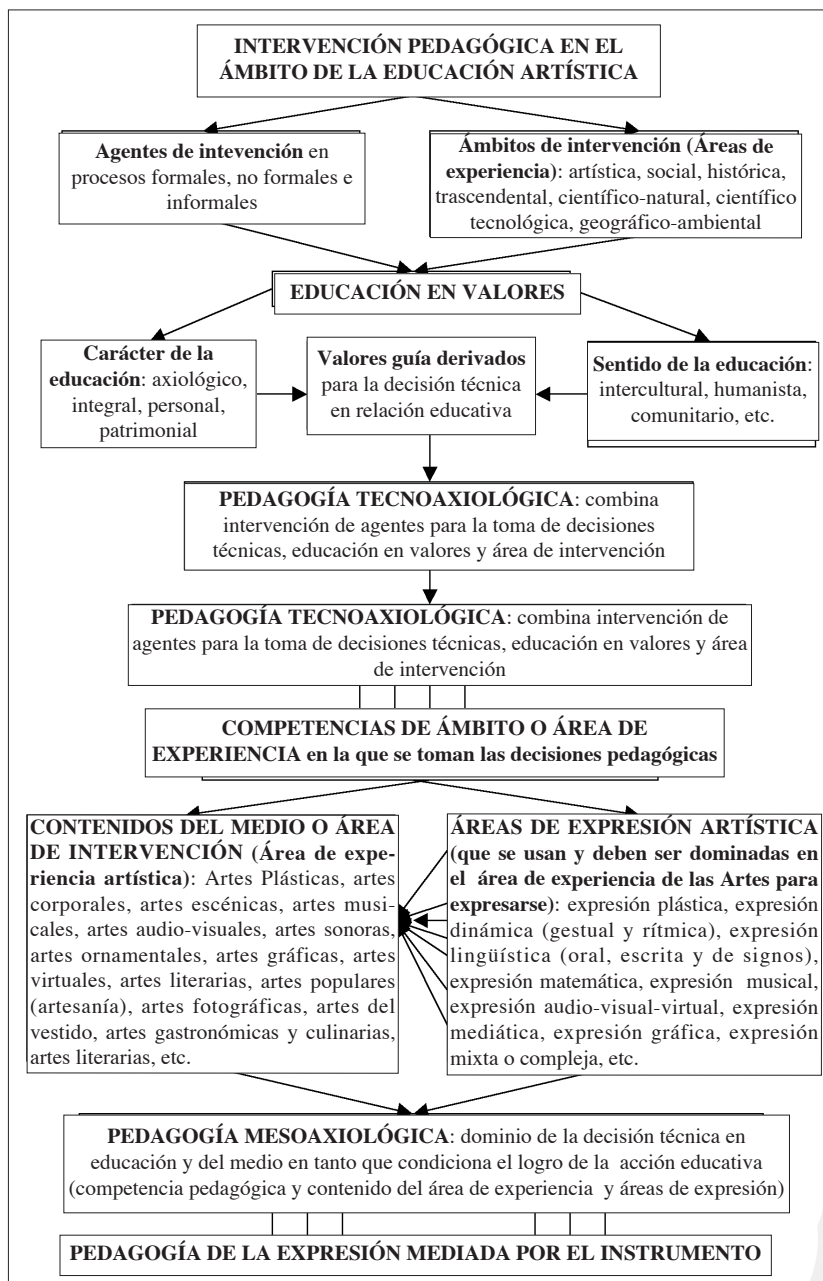 INTERVENCIÓN PEDAGÓGICA EN EL
ÁMBITO DE LA EDUCACIÓN ARTÍSTICA
Agentes de intevención en
procesos formales, no formales e
informales
Ámbitos de intervención (Áreas de
experiencia): artística, social, histórica,
trascendental, científico-natural, científico
tecnológica, geográfico-ambiental
EDUCACIÓN EN VALORES
Carácter de la
educación: axiológico,
integral, personal,
patrimonial
Valores guía derivados
para la decisión técnica
en relación educativa
Sentido de la educación:
intercultural, humanista,
comunitario, etc.
PEDAGOGÍA TECNOAXIOLÓGICA: combina
intervención de agentes para la toma de decisiones
técnicas, educación en valores y área de intervención
PEDAGOGÍA TECNOAXIOLÓGICA: combina intervención de
agentes para la toma de decisiones técnicas, educación en valores y área
de intervención
COMPETENCIAS DE ÁMBITO O ÁREA DE
EXPERIENCIA en la que se toman las decisiones pedagógicas
CONTENIDOS DEL MEDIO O ÁREA
DE INTERVENCIÓN (Área de expe-
riencia artística): Artes Plásticas, artes
corporales, artes escénicas, artes musi-
cales, artes audio-visuales, artes sonoras,
artes ornamentales, artes gráficas, artes
virtuales, artes literarias, artes populares
(artesanía), artes fotográficas, artes del
vestido, artes gastronómicas y culinarias,
artes literarias, etc.
ÁREAS DE EXPRESIÓN ARTÍSTICA
(que se usan y deben ser dominadas en
el área de experiencia de las Artes para
expresarse): expresión plástica, expresión
dinámica (gestual y rítmica), expresión
lingüística (oral, escrita y de signos),
expresión matemática, expresión musical,
expresión audio-visual-virtual, expresión
mediática, expresión gráfica, expresión
mixta o compleja, etc.
PEDAGOGÍA MESOAXIOLÓGICA: dominio de la decisión técnica en
educación y del medio en tanto que condiciona el logro de la acción educativa
(competencia pedagógica y contenido del área de experiencia y áreas de expresión)
PEDAGOGÍA DE LA EXPRESIÓN MEDIADA POR EL INSTRUMENTO